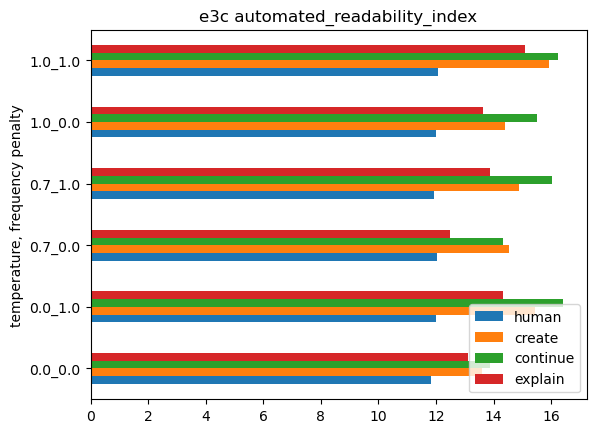 e3c automated_readability_index
temperature, frequency penalty
1.0_1.0
1.0_0.0
0.7_1.0
0.7_0.0
0.0_1.0
0.0_0.0
human
create
continue
explain
0 2 4 6 8 10 12 14 16